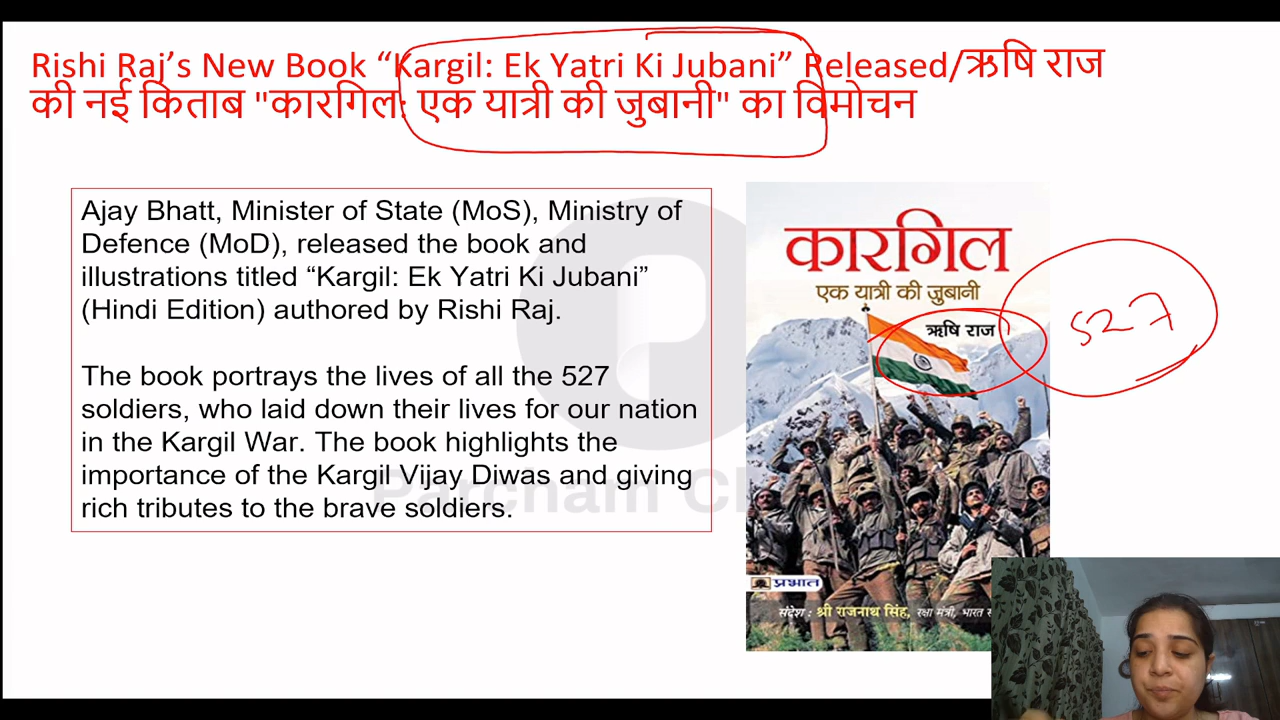 Rishi Raj’s New Book “Kargil: Ek Yatri Ki Jubani” Released/ऋषि राज
की नई किताब "कारगिल: एक यात्री की जुबानी" का विमोचन
Ajay Bhatt, Minister of State (MoS), Ministry of
Defence (MoD), released the book and
illustrations titled “Kargil: Ek Yatri Ki Jubani”
(Hindi Edition) authored by Rishi Raj.
The book portrays the lives of all the 527
soldiers, who laid down their lives for our nation
in the Kargil War. The book highlights the
importance of the Kargil Vijay Diwas and giving
rich tributes to the brave soldiers.
कारगिल
एक यात्री की जुबानी
ऋषि राज
527
प्रभात
संदेश : श्री राजनाथ सिंह, रक्षा मंत्री, भारत
Parcham